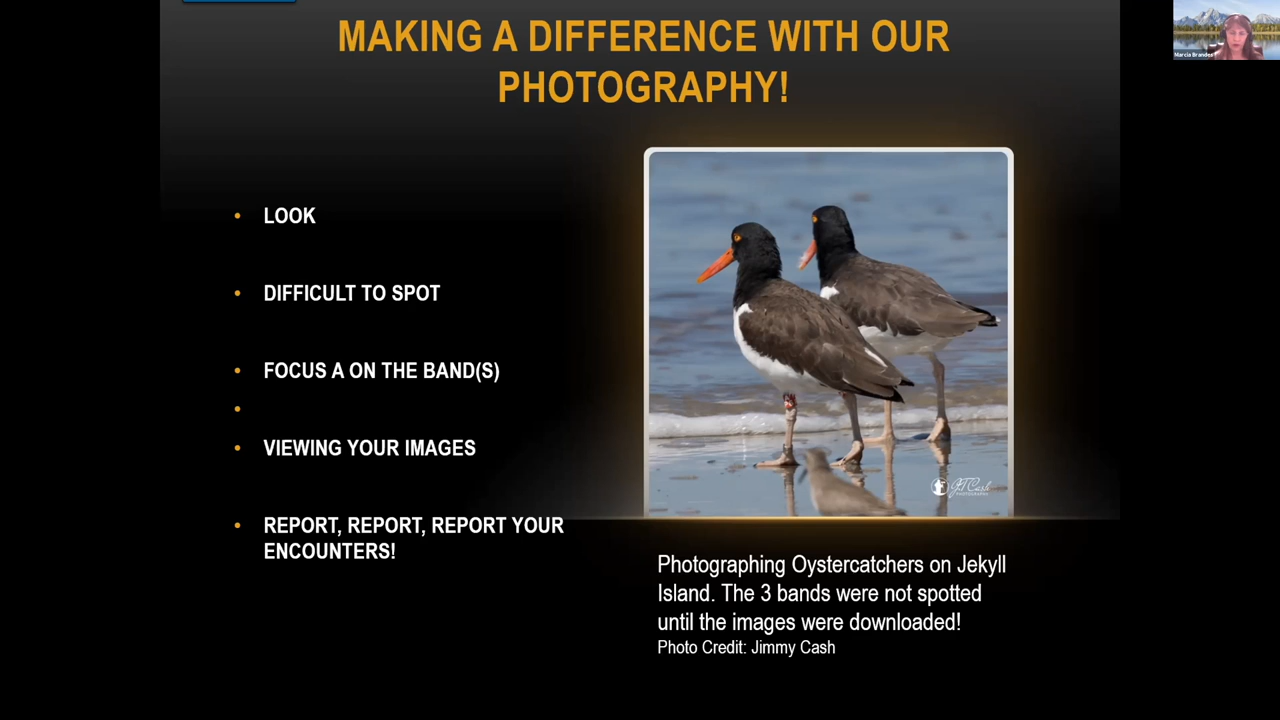 MAKING A DIFFERENCE WITH OUR
PHOTOGRAPHY!
LOOK
DIFFICULT TO SPOT
FOCUS A ON THE BAND(S)
VIEWING YOUR IMAGES
REPORT, REPORT, REPORT YOUR
ENCOUNTERS!
Photographing Oystercatchers on Jekyll
Island. The 3 bands were not spotted
until the images were downloaded!
Photo Credit: Jimmy Cash
Marcia Brandes